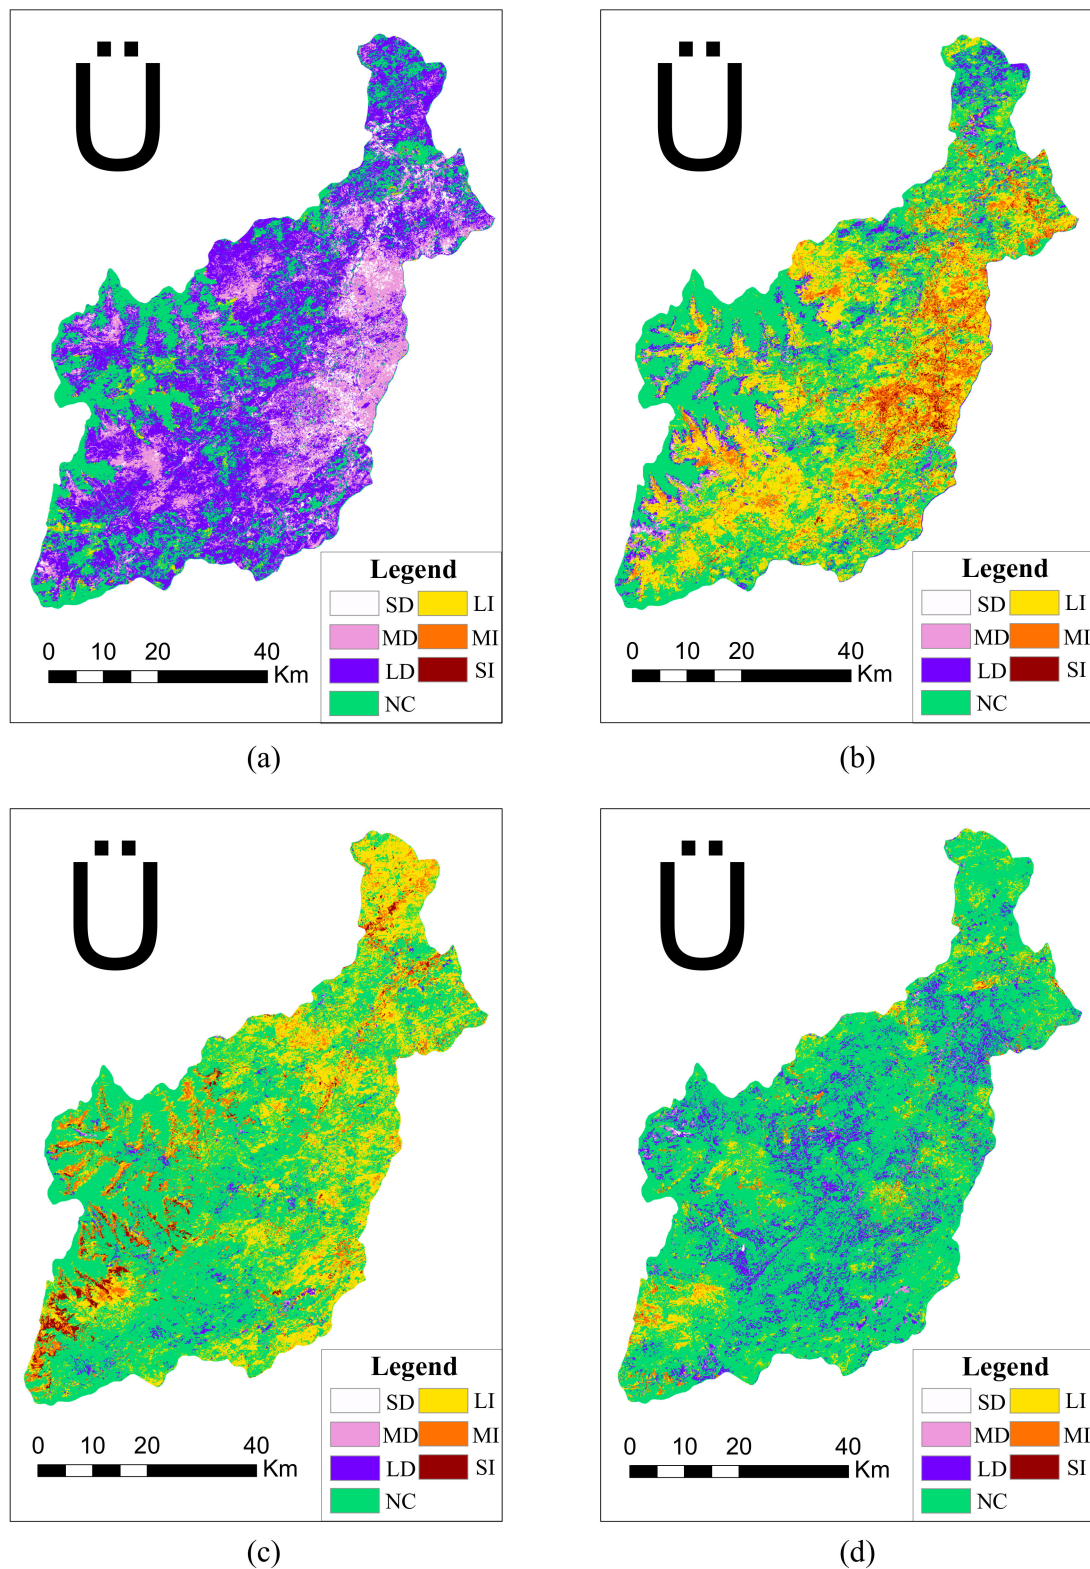 Ü
Legend
SD LI
MD MI
LD SI
NC
0 10 20 40
Km
(a)
Ü
Legend
SD LI
MD MI
LD SI
NC
0 10 20 40
Km
(b)
Ü
Legend
SD LI
MD MI
LD SI
NC
0 10 20 40
Km
(c)
Ü
Legend
SD LI
MD MI
LD SI
NC
0 10 20 40
Km
(d)